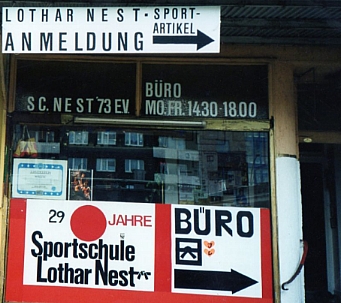 LOTHAR NEST · SPORT-
ARTIKEL
ANMELDUNG
BÜRO
S.C. NEST '73 E.V. MO.FR. 14.30-18.00
29 JAHRE
Sportschule
Lothar Nest
BÜRO